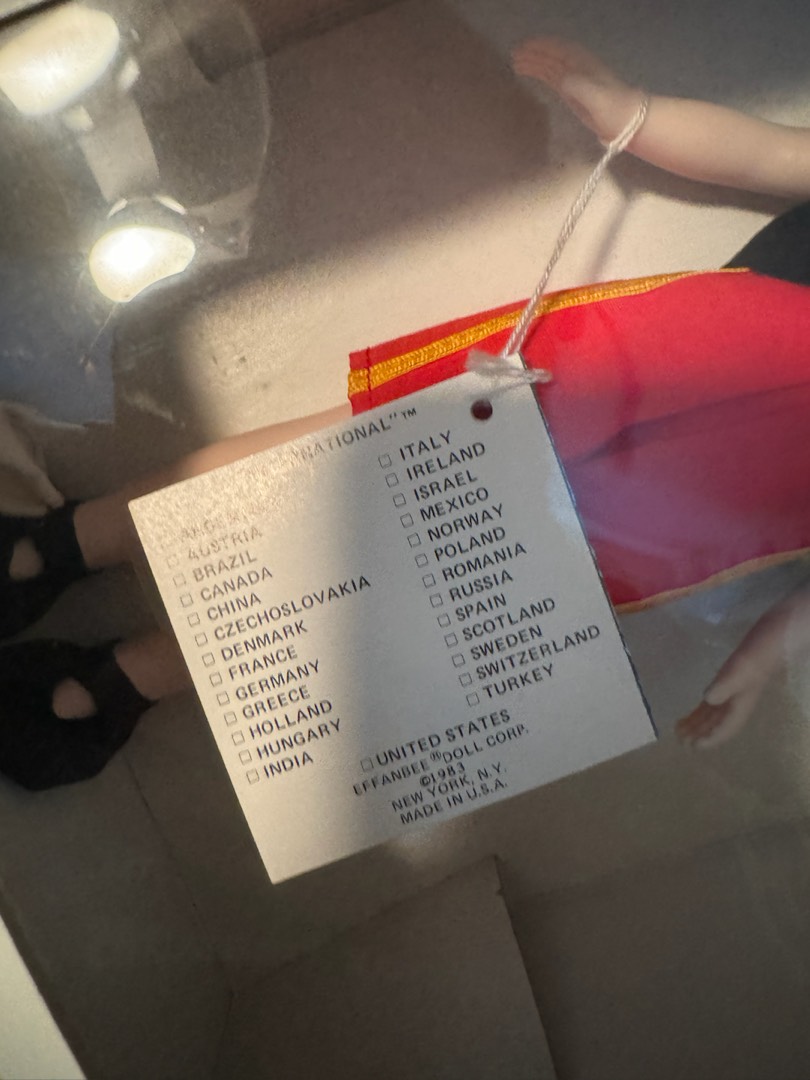 NATIONAL"™
☐ AUSTRIA
☐ BRAZIL
☐ CANADA
☐ CHINA
☐ CZECHOSLOVAKIA
☐ DENMARK
☐ FRANCE
☐ GERMANY
☐ GREECE
☐ HOLLAND
☐ HUNGARY
☐ INDIA
☐ ITALY
☐ IRELAND
☐ ISRAEL
☐ MEXICO
☐ NORWAY
☐ POLAND
☐ ROMANIA
☐ RUSSIA
☐ SPAIN
☐ SCOTLAND
☐ SWEDEN
☐ SWITZERLAND
☐ TURKEY
☐ UNITED STATES
EFFANBEE® DOLL CORP.
©1983
NEW YORK, N.Y.
MADE IN U.S.A.